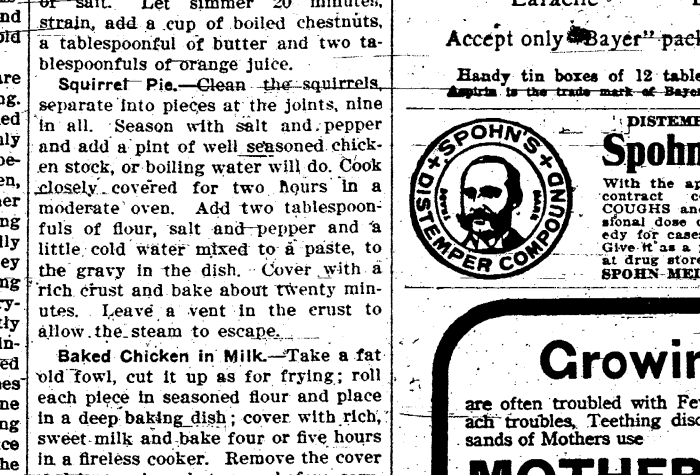 or salt. Let simmer 20 minutes,
strain, add a cup of boiled chestnuts,
a tablespoonful of butter and two ta-
blespoonfuls of orange juice.
Squirrel Pie.—Clean the squirrels,
separate into pieces at the joints, nine
in all. Season with salt and pepper
and add a pint of well seasoned chick-
en stock, or boiling water will do. Cook
closely covered for two hours in a
moderate oven. Add two tablespoon-
fuls of flour, salt and pepper and a
little cold water mixed to a paste, to
the gravy in the dish. Cover with a
rich crust and bake about twenty min-
utes. Leave a vent in the crust to
allow the steam to escape.
Baked Chicken in Milk.—Take a fat
old fowl, cut it up as for frying; roll
each piece in seasoned flour and place
in a deep baking dish; cover with rich,
sweet milk and bake four or five hours
in a fireless cooker. Remove the cover
Earache
Accept only "Bayer" pack
Handy tin boxes of 12 table
Aspirin is the trade mark of Bayer
SPOHN'S
DISTEMPER COMPOUND
DISTEMP
Spohn
With the ap
contract c
COUGHS and
sional dose
edy for cases
Give it as a
at drug store
SPOHN MED
Growin
are often troubled with Fev
ach troubles, Teething diso
sands of Mothers use
MOTHER